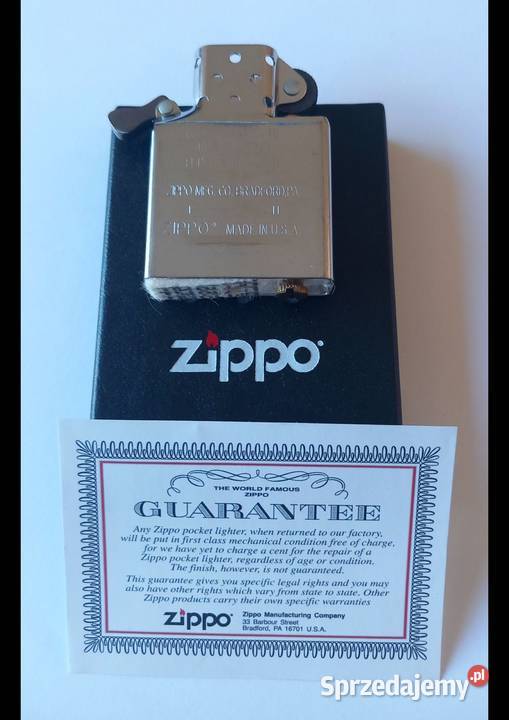 ZIPPO MFG. CO. BRADFORD, PA.
I II
ZIPPO® MADE IN U.S.A.
zippo
THE WORLD FAMOUS
ZIPPO
GUARANTEE
Any Zippo pocket lighter, when returned to our factory,
will be put in first class mechanical condition free of charge,
for we have yet to charge a cent for the repair of a
Zippo pocket lighter, regardless of age or condition.
The finish, however, is not guaranteed.
This guarantee gives you specific legal rights and you may
also have other rights which vary from state to state. Other
Zippo products carry their own specific warranties
zippo
Zippo Manufacturing Company
33 Barbour Street
Bradford, PA 16701 U.S.A.
Sprzedajemy.pl